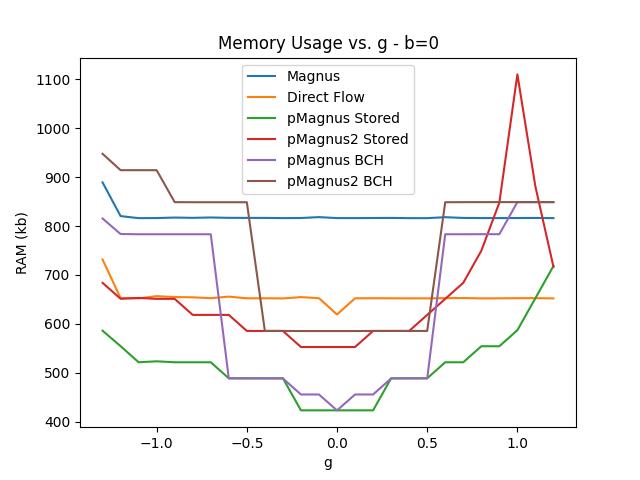 Memory Usage vs. g - b=0
RAM (kb)
1100
1000
900
800
700
600
500
400
Magnus
Direct Flow
pMagnus Stored
pMagnus2 Stored
pMagnus BCH
pMagnus2 BCH
−1.0 −0.5 0.0 0.5 1.0
g